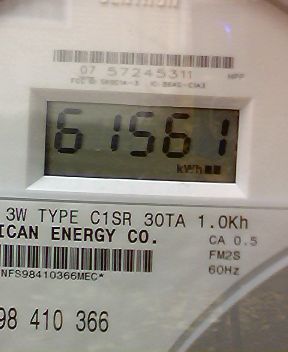 07 57245311 MPP
61561
kWh
3W TYPE C1SR 30TA 1.0Kh
ICAN ENERGY CO.
CA 0.5
FM2S
60Hz
NFS98410366MEC*
98 410 366